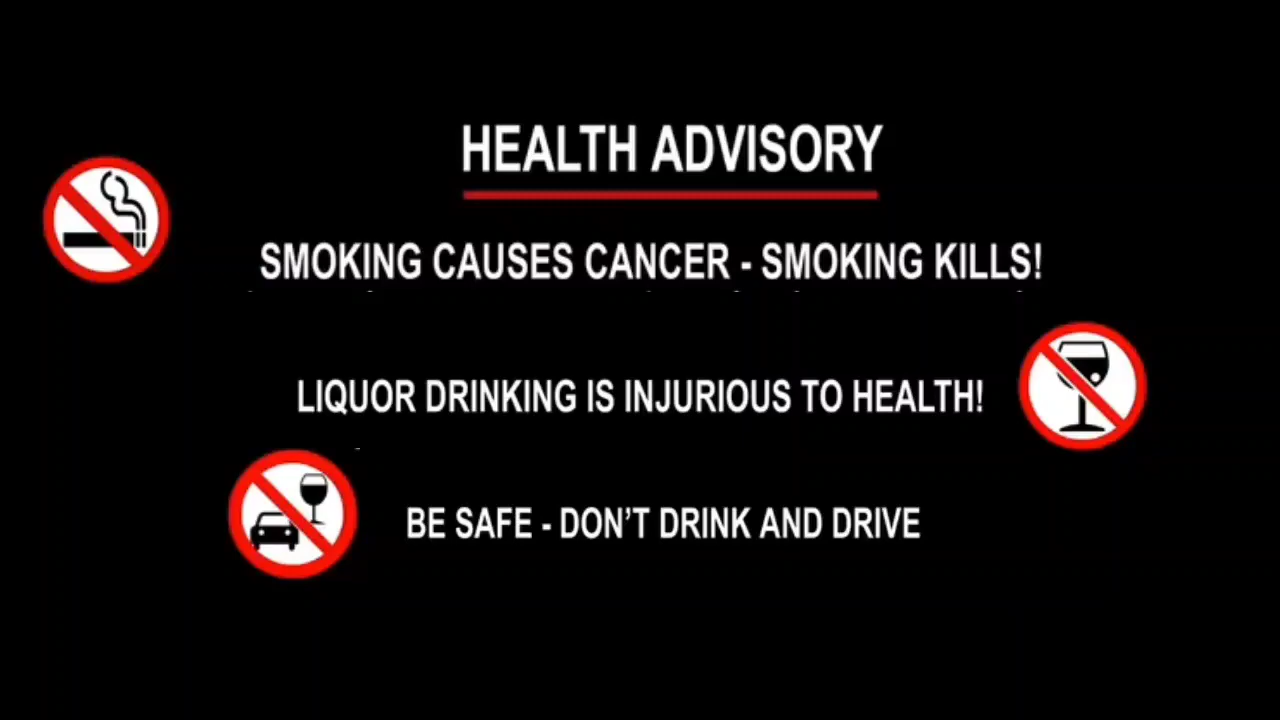 HEALTH ADVISORY
SMOKING CAUSES CANCER - SMOKING KILLS!
LIQUOR DRINKING IS INJURIOUS TO HEALTH!
BE SAFE - DON’T DRINK AND DRIVE